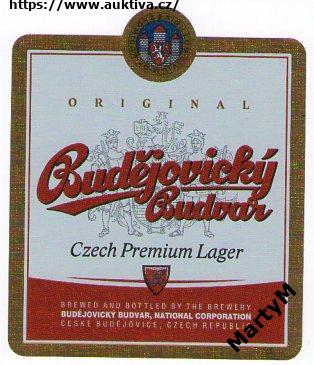 https://www.auktiva.cz/
ORIGINAL
Budějovický
Budvar
Czech Premium Lager
BREWED AND BOTTLED BY THE BREWERY
BUDĚJOVICKÝ BUDVAR, NATIONAL CORPORATION
ČESKÉ BUDĚJOVICE, CZECH REPUBLIC
MartyM